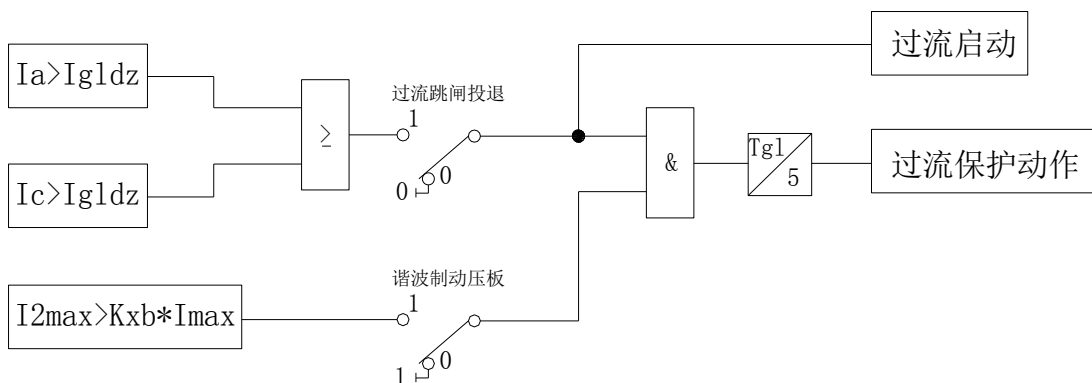 过流启动
Ia>Igldz
过流跳闸投退
1
≥
&
Tgl
5
过流保护动作
0
0
Ic>Igldz
谐波制动压板
1
I2max>Kxb*Imax
0
1